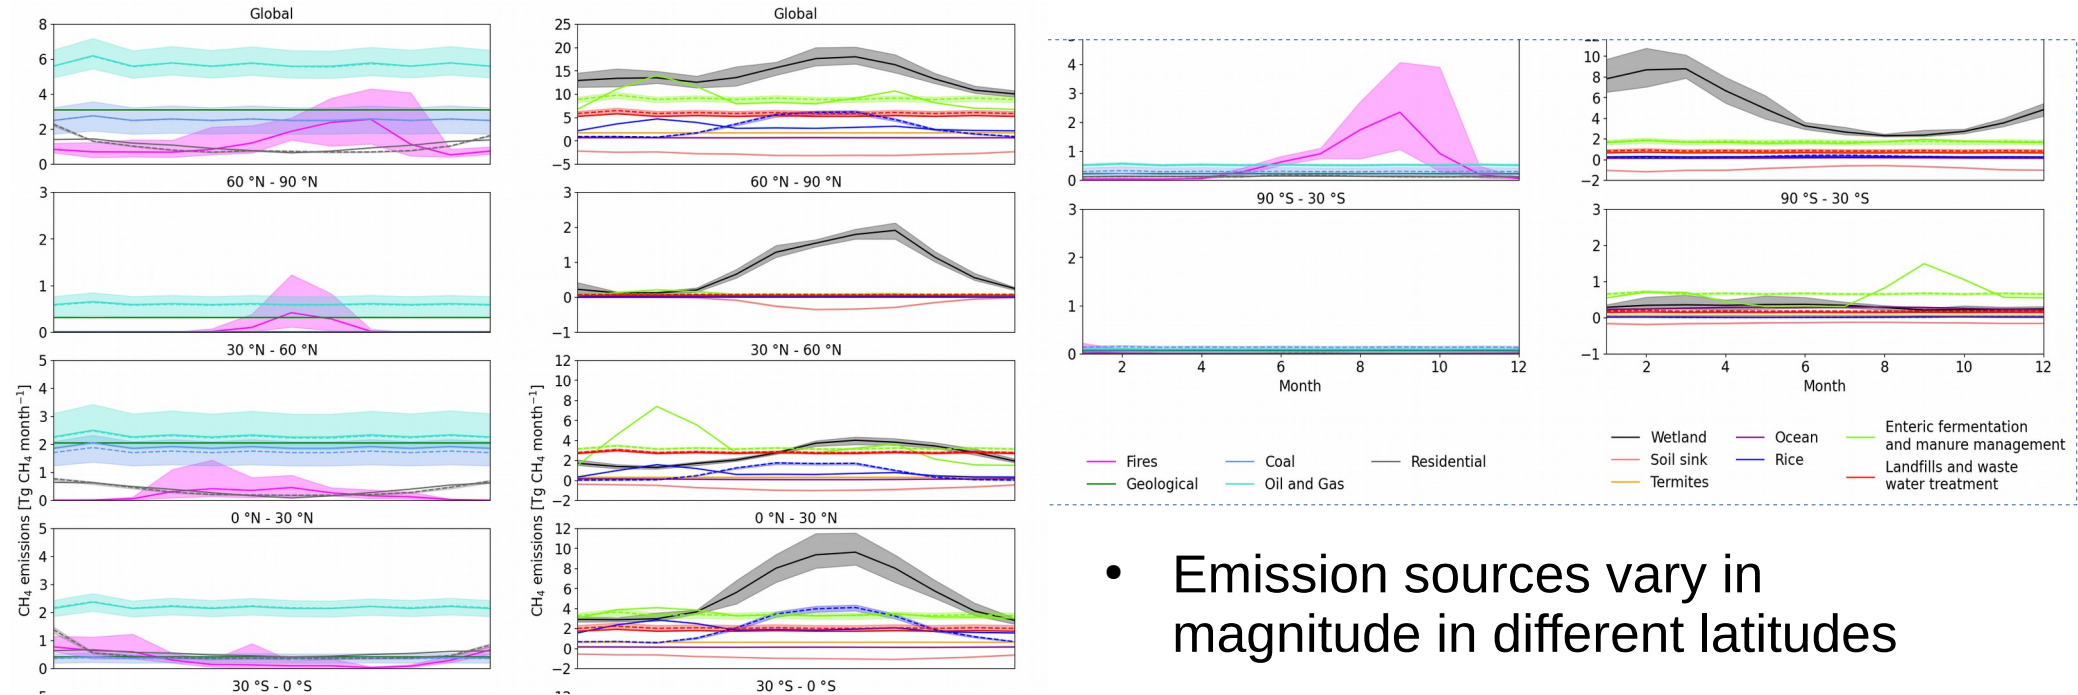 Global
8
6
4
2
0
60 °N - 90 °N
3
2
1
0
30 °N - 60 °N
5
4
3
2
1
0
0 °N - 30 °N
5
4
3
2
1
0
30 °S - 0 °S
CH4 emissions [Tg CH4 month−1]
Global
25
20
15
10
5
0
−5
60 °N - 90 °N
3
2
1
0
−1
30 °N - 60 °N
12
10
8
6
4
2
0
−2
0 °N - 30 °N
12
10
8
6
4
2
0
−2
30 °S - 0 °S
CH4 emissions [Tg CH4 month−1]
4
3
2
1
0
90 °S - 30 °S
3
2
1
0
2 4 6 8 10 12
Month
10
8
6
4
2
0
−2
90 °S - 30 °S
3
2
1
0
−1
2 4 6 8 10 12
Month
Fires
Geological
Coal
Oil and Gas
Residential
Wetland
Soil sink
Termites
Ocean
Rice
Enteric fermentation
and manure management
Landfills and waste
water treatment
• Emission sources vary in
magnitude in different latitudes